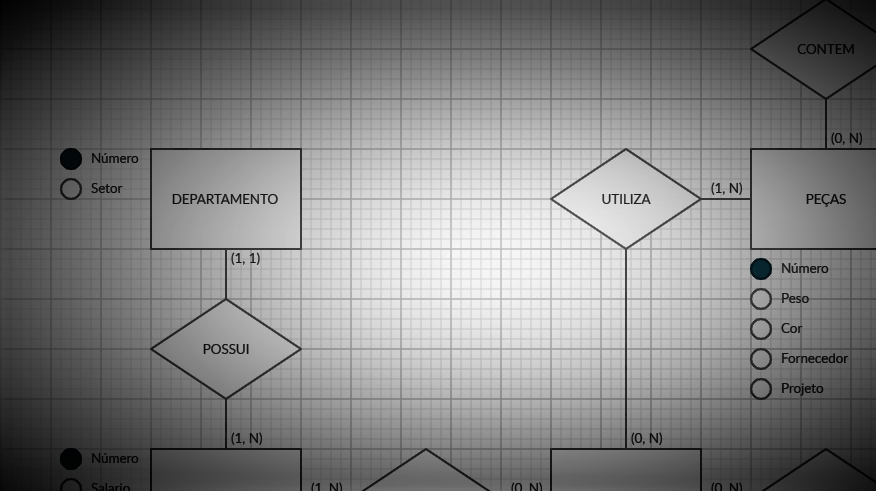 CONTEM
(0, N)
Número
Setor
DEPARTAMENTO
UTILIZA
(1, N)
PEÇAS
(1, 1)
Número
Peso
Cor
Fornecedor
Projeto
POSSUI
(1, N)
(0, N)
Número
Salario
(1, N)
(0, N)
(0, N)